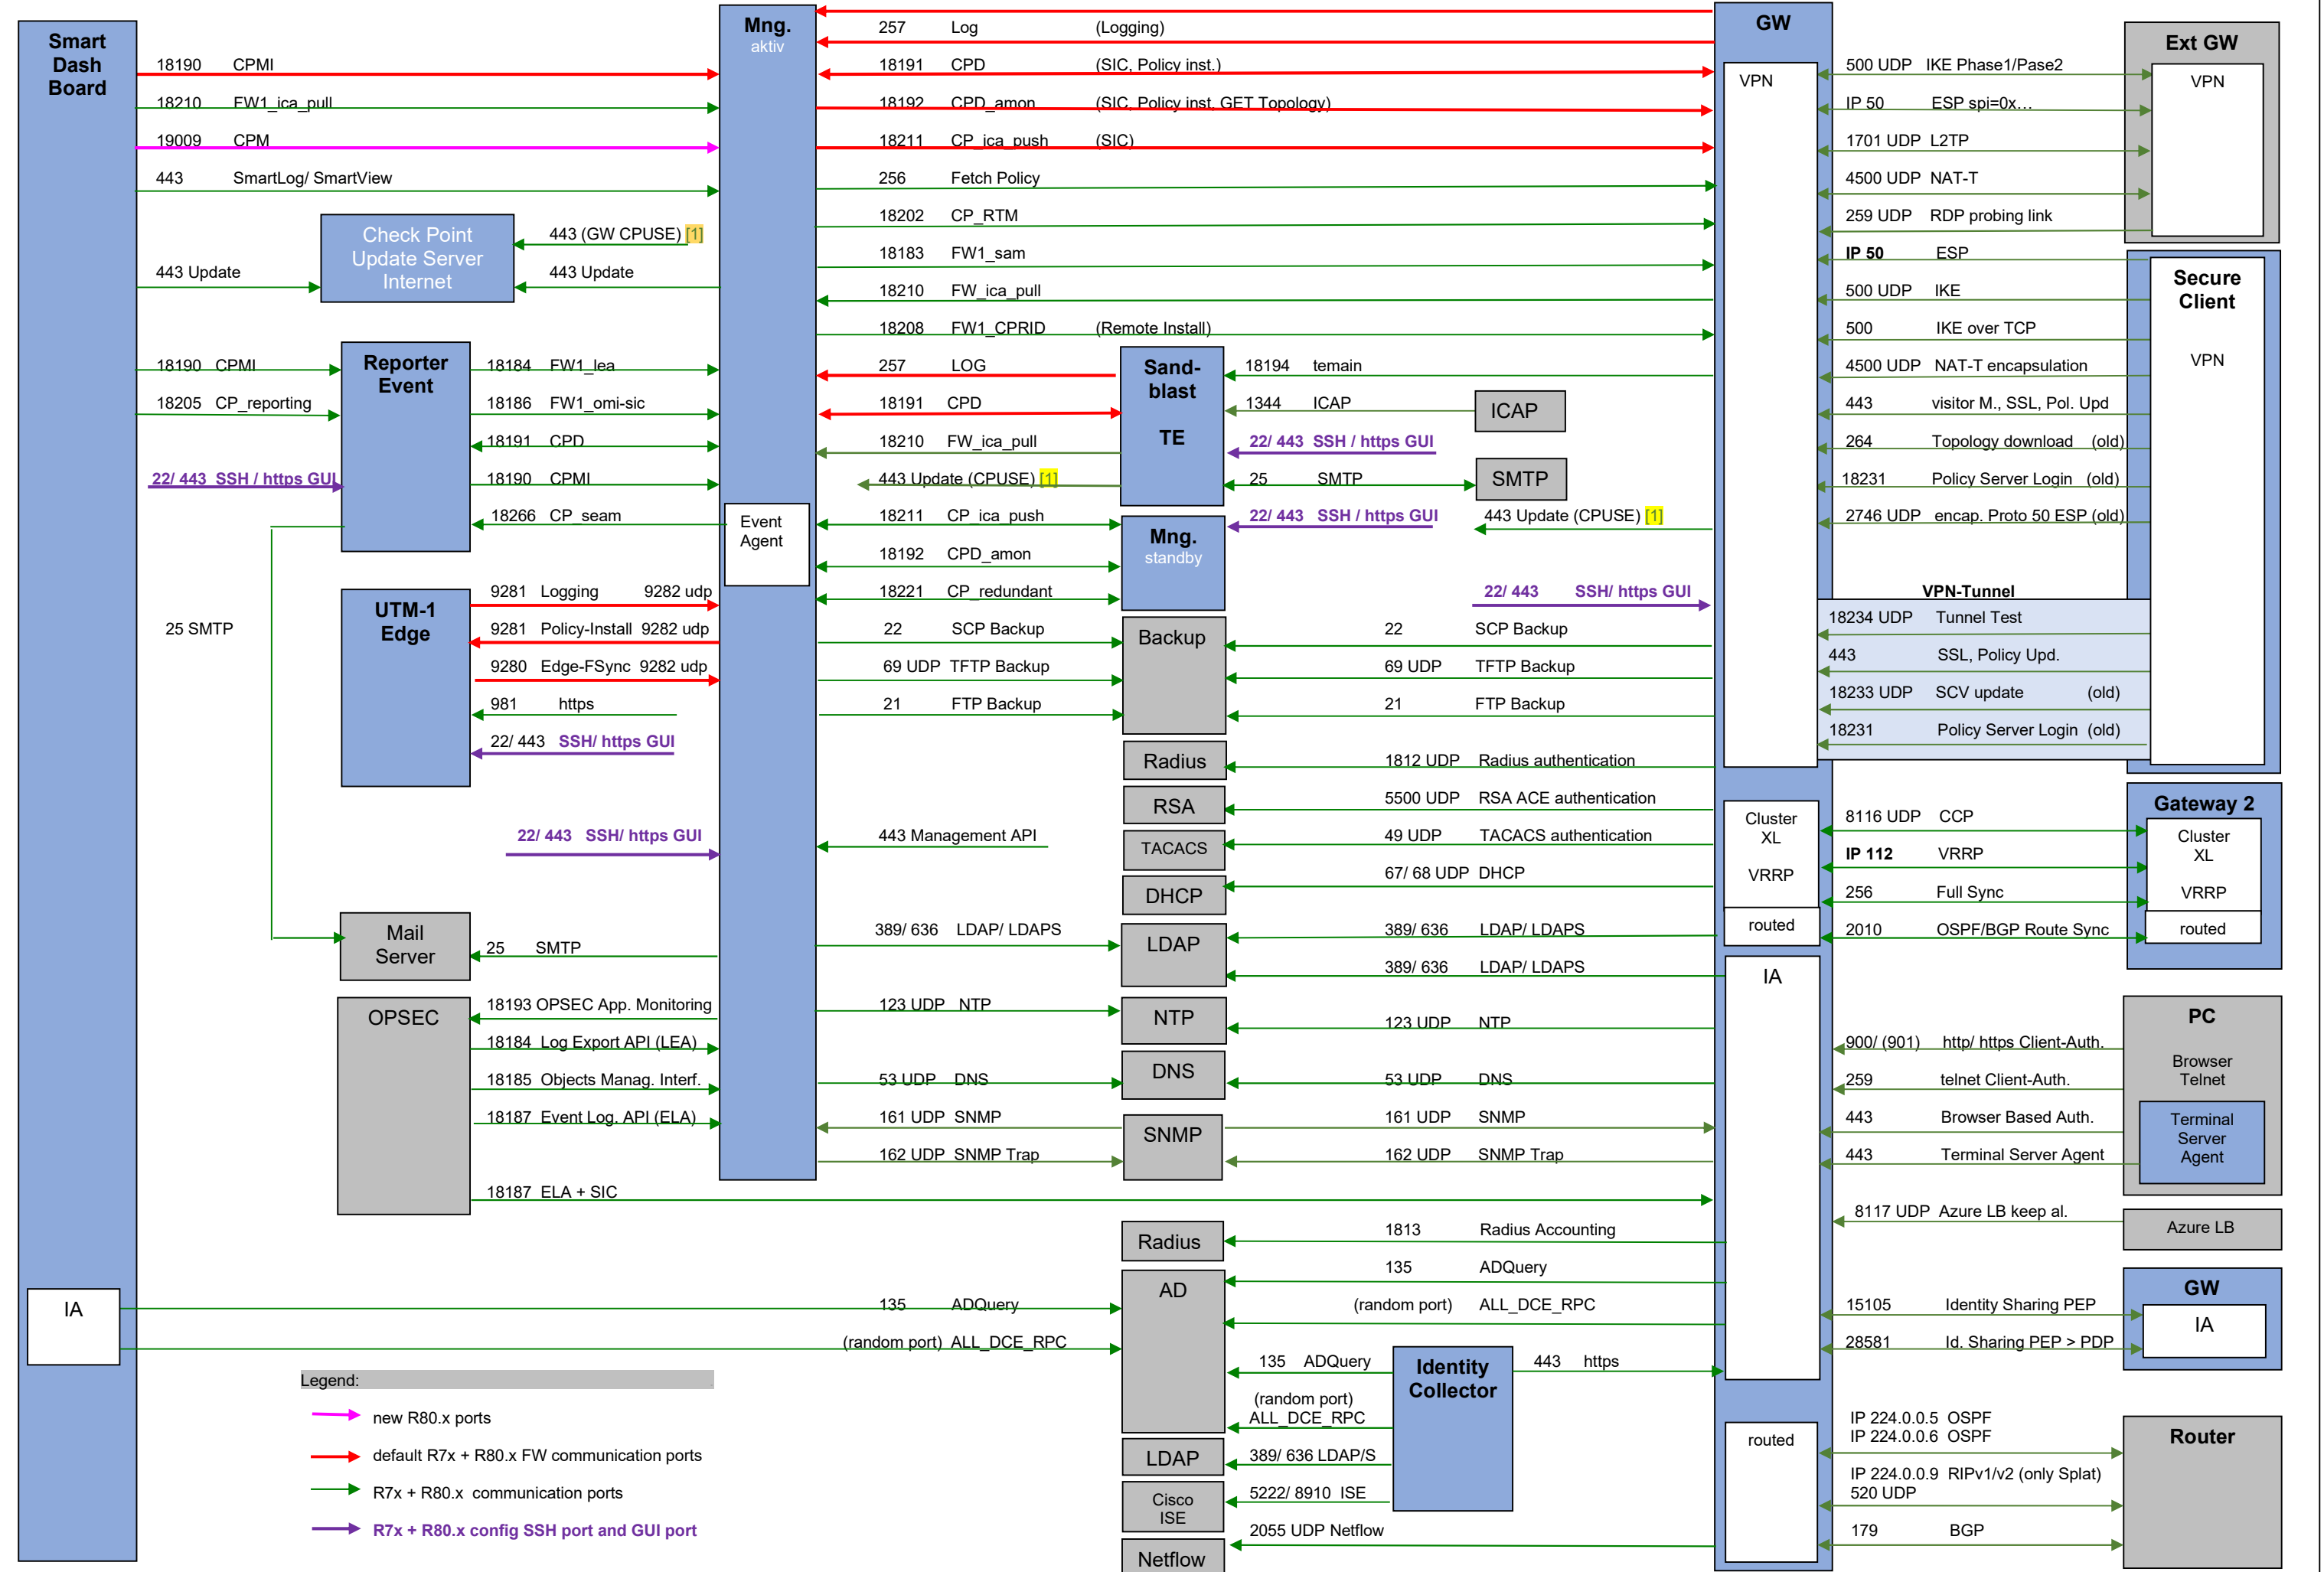 Smart
Dash
Board
18190 CPMI
18210 FW1_ica_pull
19009 CPM
443 SmartLog/ SmartView
Check Point
Update Server
Internet
443 (GW CPUSE) [1]
443 Update
443 Update
18190 CPMI
18205 CP_reporting
22/ 443 SSH / https GUI
Reporter
Event
18184 FW1_lea
18186 FW1_omi-sic
18191 CPD
18190 CPMI
18266 CP_seam
25 SMTP
UTM-1
Edge
9281 Logging 9282 udp
9281 Policy-Install 9282 udp
9280 Edge-FSync 9282 udp
981 https
22/ 443 SSH/ https GUI
22/ 443 SSH/ https GUI
Mail
Server
25 SMTP
OPSEC
18193 OPSEC App. Monitoring
18184 Log Export API (LEA)
18185 Objects Manag. Interf.
18187 Event Log. API (ELA)
18187 ELA + SIC
IA
Legend:
new R80.x ports
default R7x + R80.x FW communication ports
R7x + R80.x communication ports
R7x + R80.x config SSH port and GUI port
Mng.
aktiv
Event
Agent
257 Log (Logging)
18191 CPD (SIC, Policy inst.)
18192 CPD_amon (SIC, Policy inst, GET Topology)
18211 CP_ica_push (SIC)
256 Fetch Policy
18202 CP_RTM
18183 FW1_sam
18210 FW_ica_pull
18208 FW1_CPRID (Remote Install)
257 LOG
18191 CPD
18210 FW_ica_pull
443 Update (CPUSE) [1]
18211 CP_ica_push
18192 CPD_amon
18221 CP_redundant
22 SCP Backup
69 UDP TFTP Backup
21 FTP Backup
443 Management API
389/ 636 LDAP/ LDAPS
123 UDP NTP
53 UDP DNS
161 UDP SNMP
162 UDP SNMP Trap
135 ADQuery
(random port) ALL_DCE_RPC
Sand-
blast
TE
Mng.
standby
Backup
Radius
RSA
TACACS
DHCP
LDAP
NTP
DNS
SNMP
Radius
AD
LDAP
Cisco
ISE
Netflow
18194 temain
1344 ICAP
ICAP
22/ 443 SSH / https GUI
25 SMTP
SMTP
22/ 443 SSH / https GUI
443 Update (CPUSE) [1]
22/ 443 SSH/ https GUI
22 SCP Backup
69 UDP TFTP Backup
21 FTP Backup
1812 UDP Radius authentication
5500 UDP RSA ACE authentication
49 UDP TACACS authentication
67/ 68 UDP DHCP
389/ 636 LDAP/ LDAPS
389/ 636 LDAP/ LDAPS
123 UDP NTP
53 UDP DNS
161 UDP SNMP
162 UDP SNMP Trap
1813 Radius Accounting
135 ADQuery
(random port) ALL_DCE_RPC
135 ADQuery
(random port)
ALL_DCE_RPC
389/ 636 LDAP/S
5222/ 8910 ISE
2055 UDP Netflow
Identity
Collector
443 https
GW
VPN
Cluster
XL
VRRP
routed
IA
routed
500 UDP IKE Phase1/Pase2
IP 50 ESP spi=0x…
1701 UDP L2TP
4500 UDP NAT-T
259 UDP RDP probing link
IP 50 ESP
500 UDP IKE
500 IKE over TCP
4500 UDP NAT-T encapsulation
443 visitor M., SSL, Pol. Upd
264 Topology download (old)
18231 Policy Server Login (old)
2746 UDP encap. Proto 50 ESP (old)
VPN-Tunnel
18234 UDP Tunnel Test
443 SSL, Policy Upd.
18233 UDP SCV update (old)
18231 Policy Server Login (old)
8116 UDP CCP
IP 112 VRRP
256 Full Sync
2010 OSPF/BGP Route Sync
900/ (901) http/ https Client-Auth.
259 telnet Client-Auth.
443 Browser Based Auth.
443 Terminal Server Agent
8117 UDP Azure LB keep al.
15105 Identity Sharing PEP
28581 Id. Sharing PEP > PDP
IP 224.0.0.5 OSPF
IP 224.0.0.6 OSPF
IP 224.0.0.9 RIPv1/v2 (only Splat)
520 UDP
179 BGP
Ext GW
VPN
Secure
Client
VPN
Gateway 2
Cluster
XL
VRRP
routed
PC
Browser
Telnet
Terminal
Server
Agent
Azure LB
GW
IA
Router